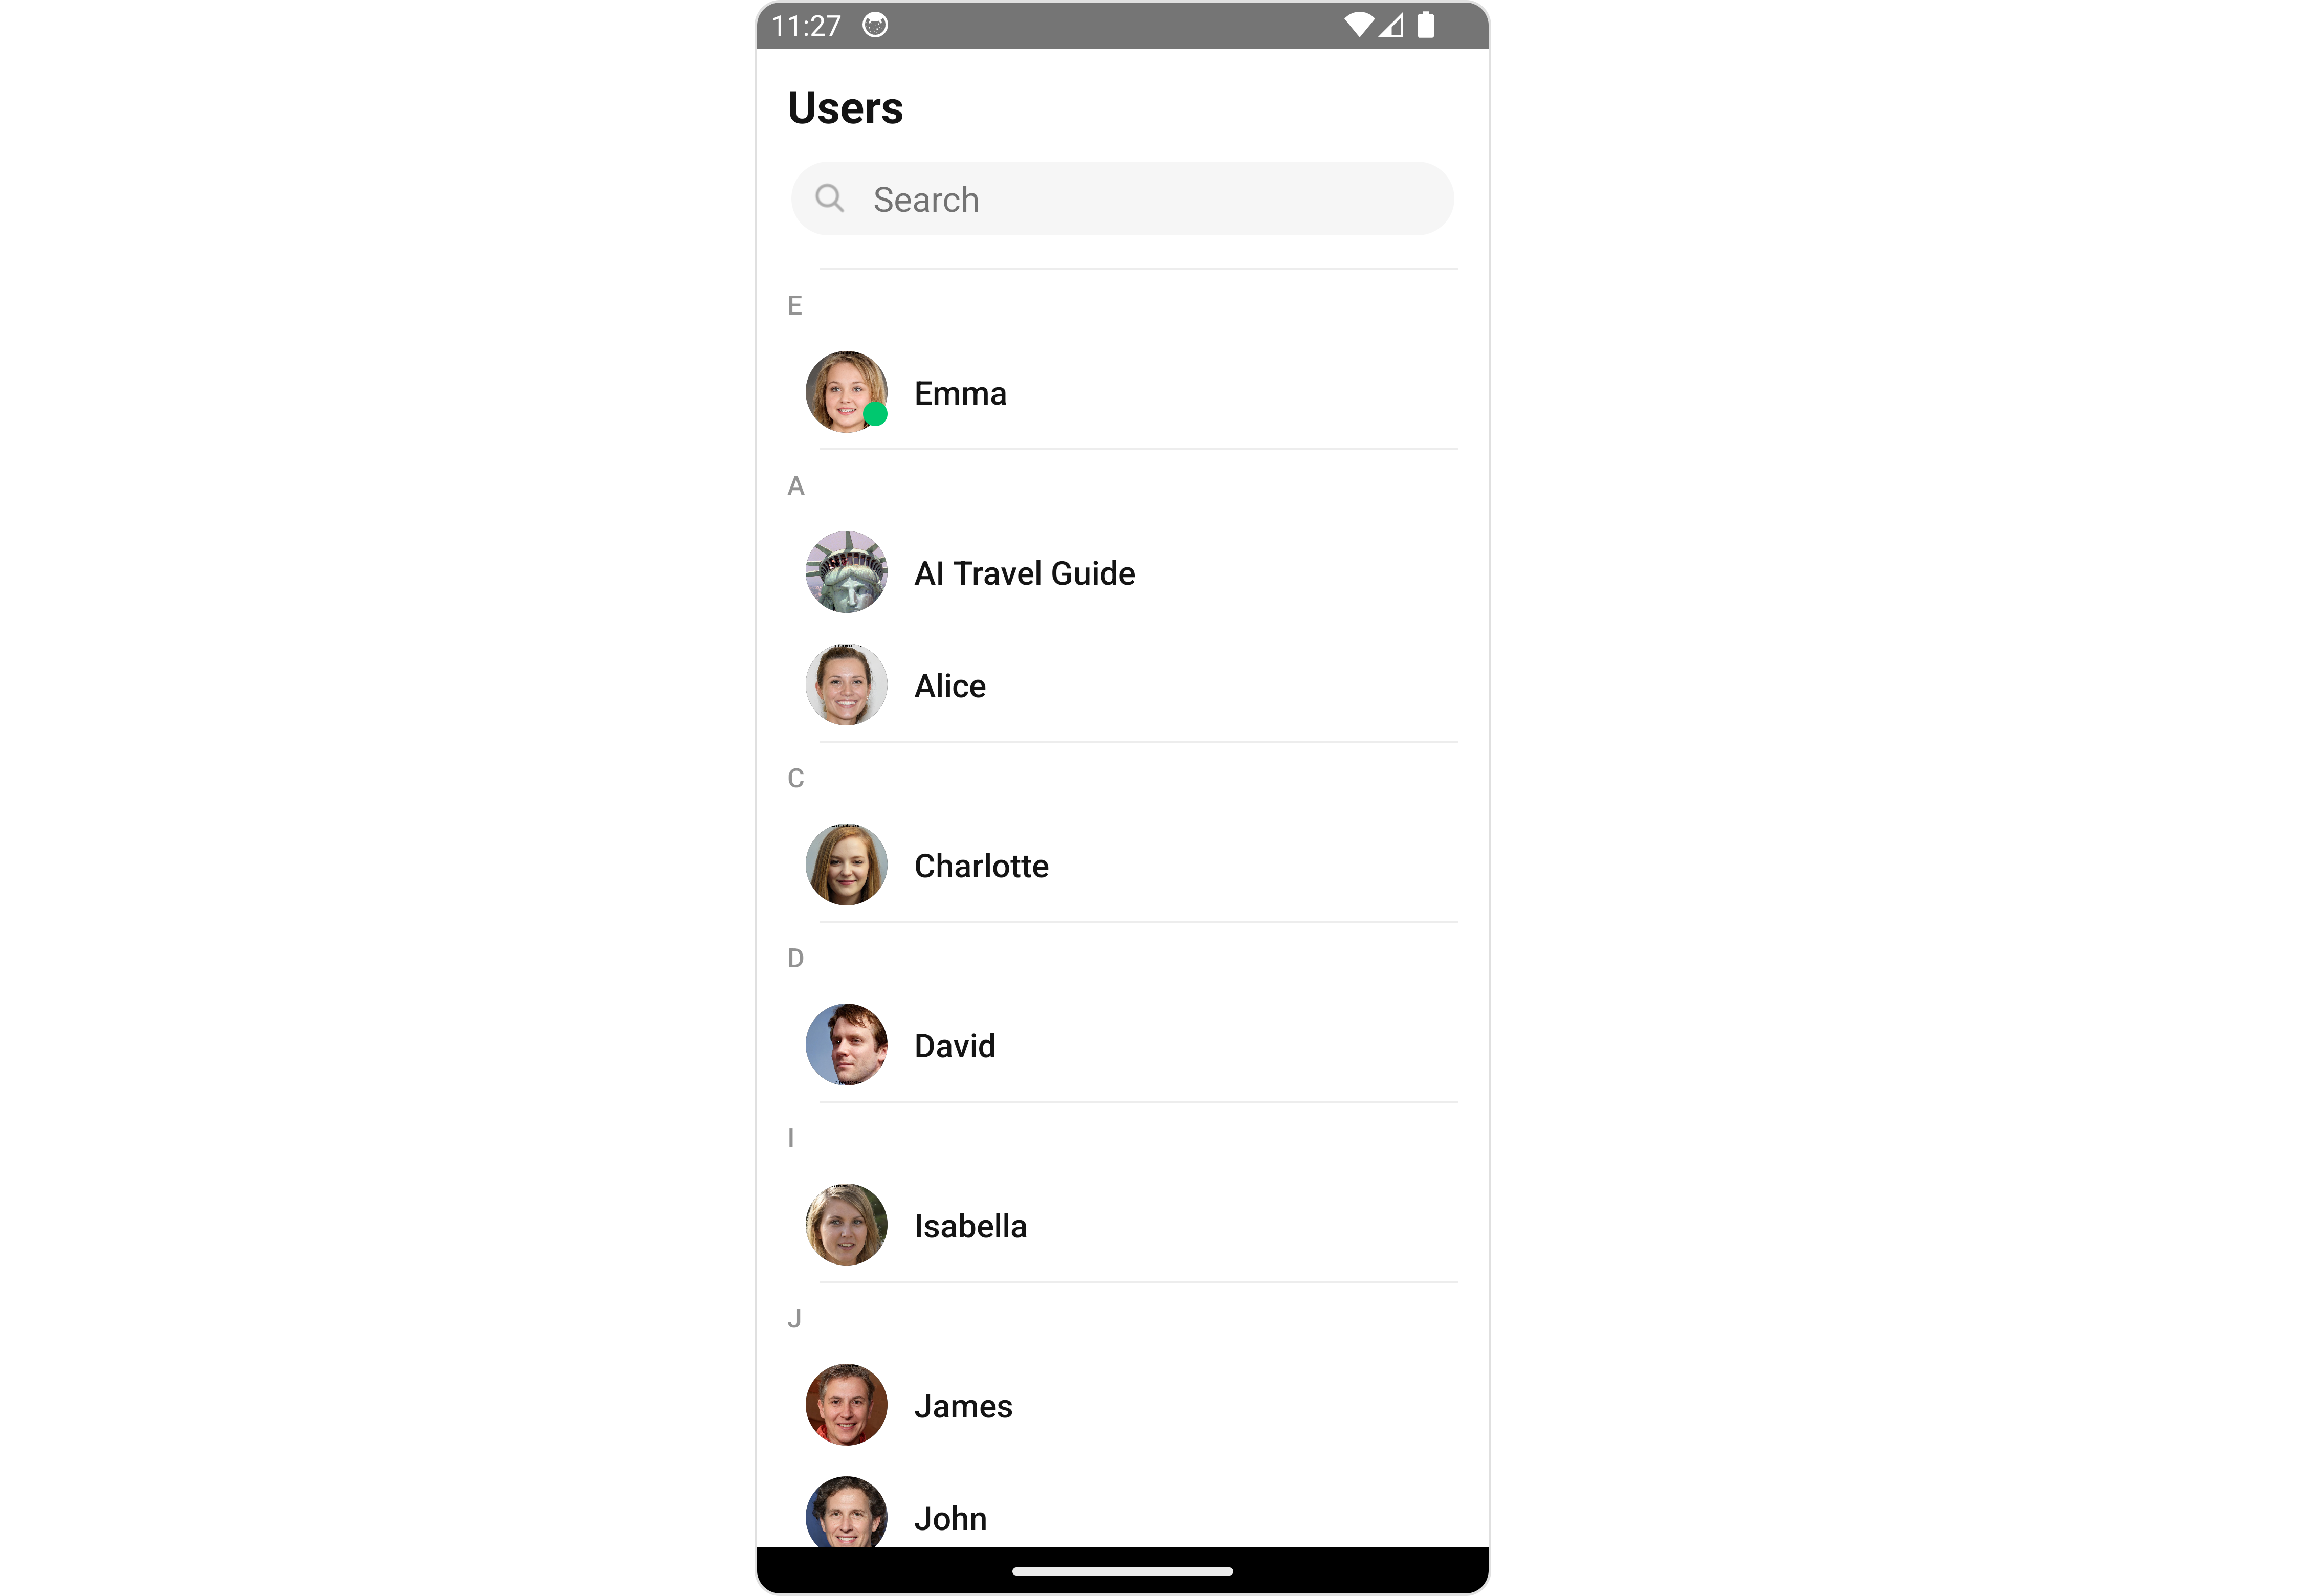 11:27
Users
Search
E
Emma
A
AI Travel Guide
Alice
C
Charlotte
D
David
I
Isabella
J
James
John